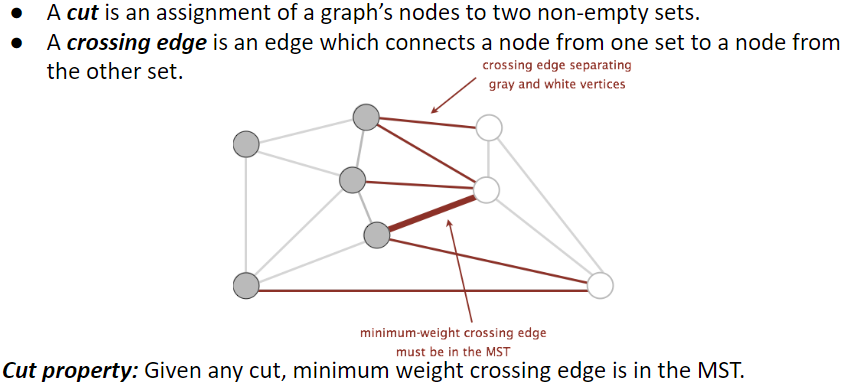 ● A cut is an assignment of a graph's nodes to two non-empty sets.
● A crossing edge is an edge which connects a node from one set to a node from
the other set.
crossing edge separating
gray and white vertices
minimum-weight crossing edge
must be in the MST
Cut property: Given any cut, minimum weight crossing edge is in the MST.